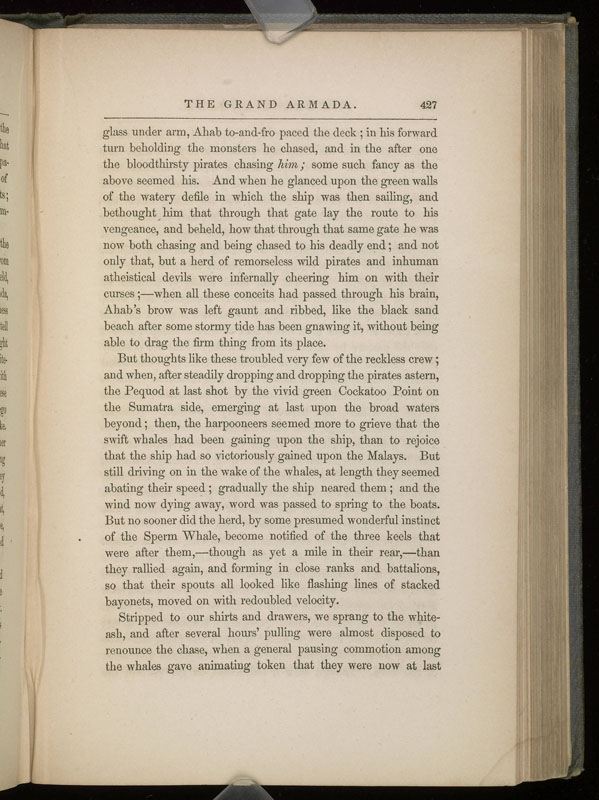 THE GRAND ARMADA. 427
glass under arm, Ahab to-and-fro paced the deck ; in his forward
turn beholding the monsters he chased, and in the after one
the bloodthirsty pirates chasing him ; some such fancy as the
above seemed his. And when he glanced upon the green walls
of the watery defile in which the ship was then sailing, and
bethought him that through that gate lay the route to his
vengeance, and beheld, how that through that same gate he was
now both chasing and being chased to his deadly end ; and not
only that, but a herd of remorseless wild pirates and inhuman
atheistical devils were infernally cheering him on with their
curses ;—when all these conceits had passed through his brain,
Ahab's brow was left gaunt and ribbed, like the black sand
beach after some stormy tide has been gnawing it, without being
able to drag the firm thing from its place.
But thoughts like these troubled very few of the reckless crew ;
and when, after steadily dropping and dropping the pirates astern,
the Pequod at last shot by the vivid green Cockatoo Point on
the Sumatra side, emerging at last upon the broad waters
beyond ; then, the harpooneers seemed more to grieve that the
swift whales had been gaining upon the ship, than to rejoice
that the ship had so victoriously gained upon the Malays. But
still driving on in the wake of the whales, at length they seemed
abating their speed ; gradually the ship neared them ; and the
wind now dying away, word was passed to spring to the boats.
But no sooner did the herd, by some presumed wonderful instinct
of the Sperm Whale, become notified of the three keels that
were after them,—though as yet a mile in their rear,—than
they rallied again, and forming in close ranks and battalions,
so that their spouts all looked like flashing lines of stacked
bayonets, moved on with redoubled velocity.
Stripped to our shirts and drawers, we sprang to the white-
ash, and after several hours' pulling were almost disposed to
renounce the chase, when a general pausing commotion among
the whales gave animating token that they were now at last